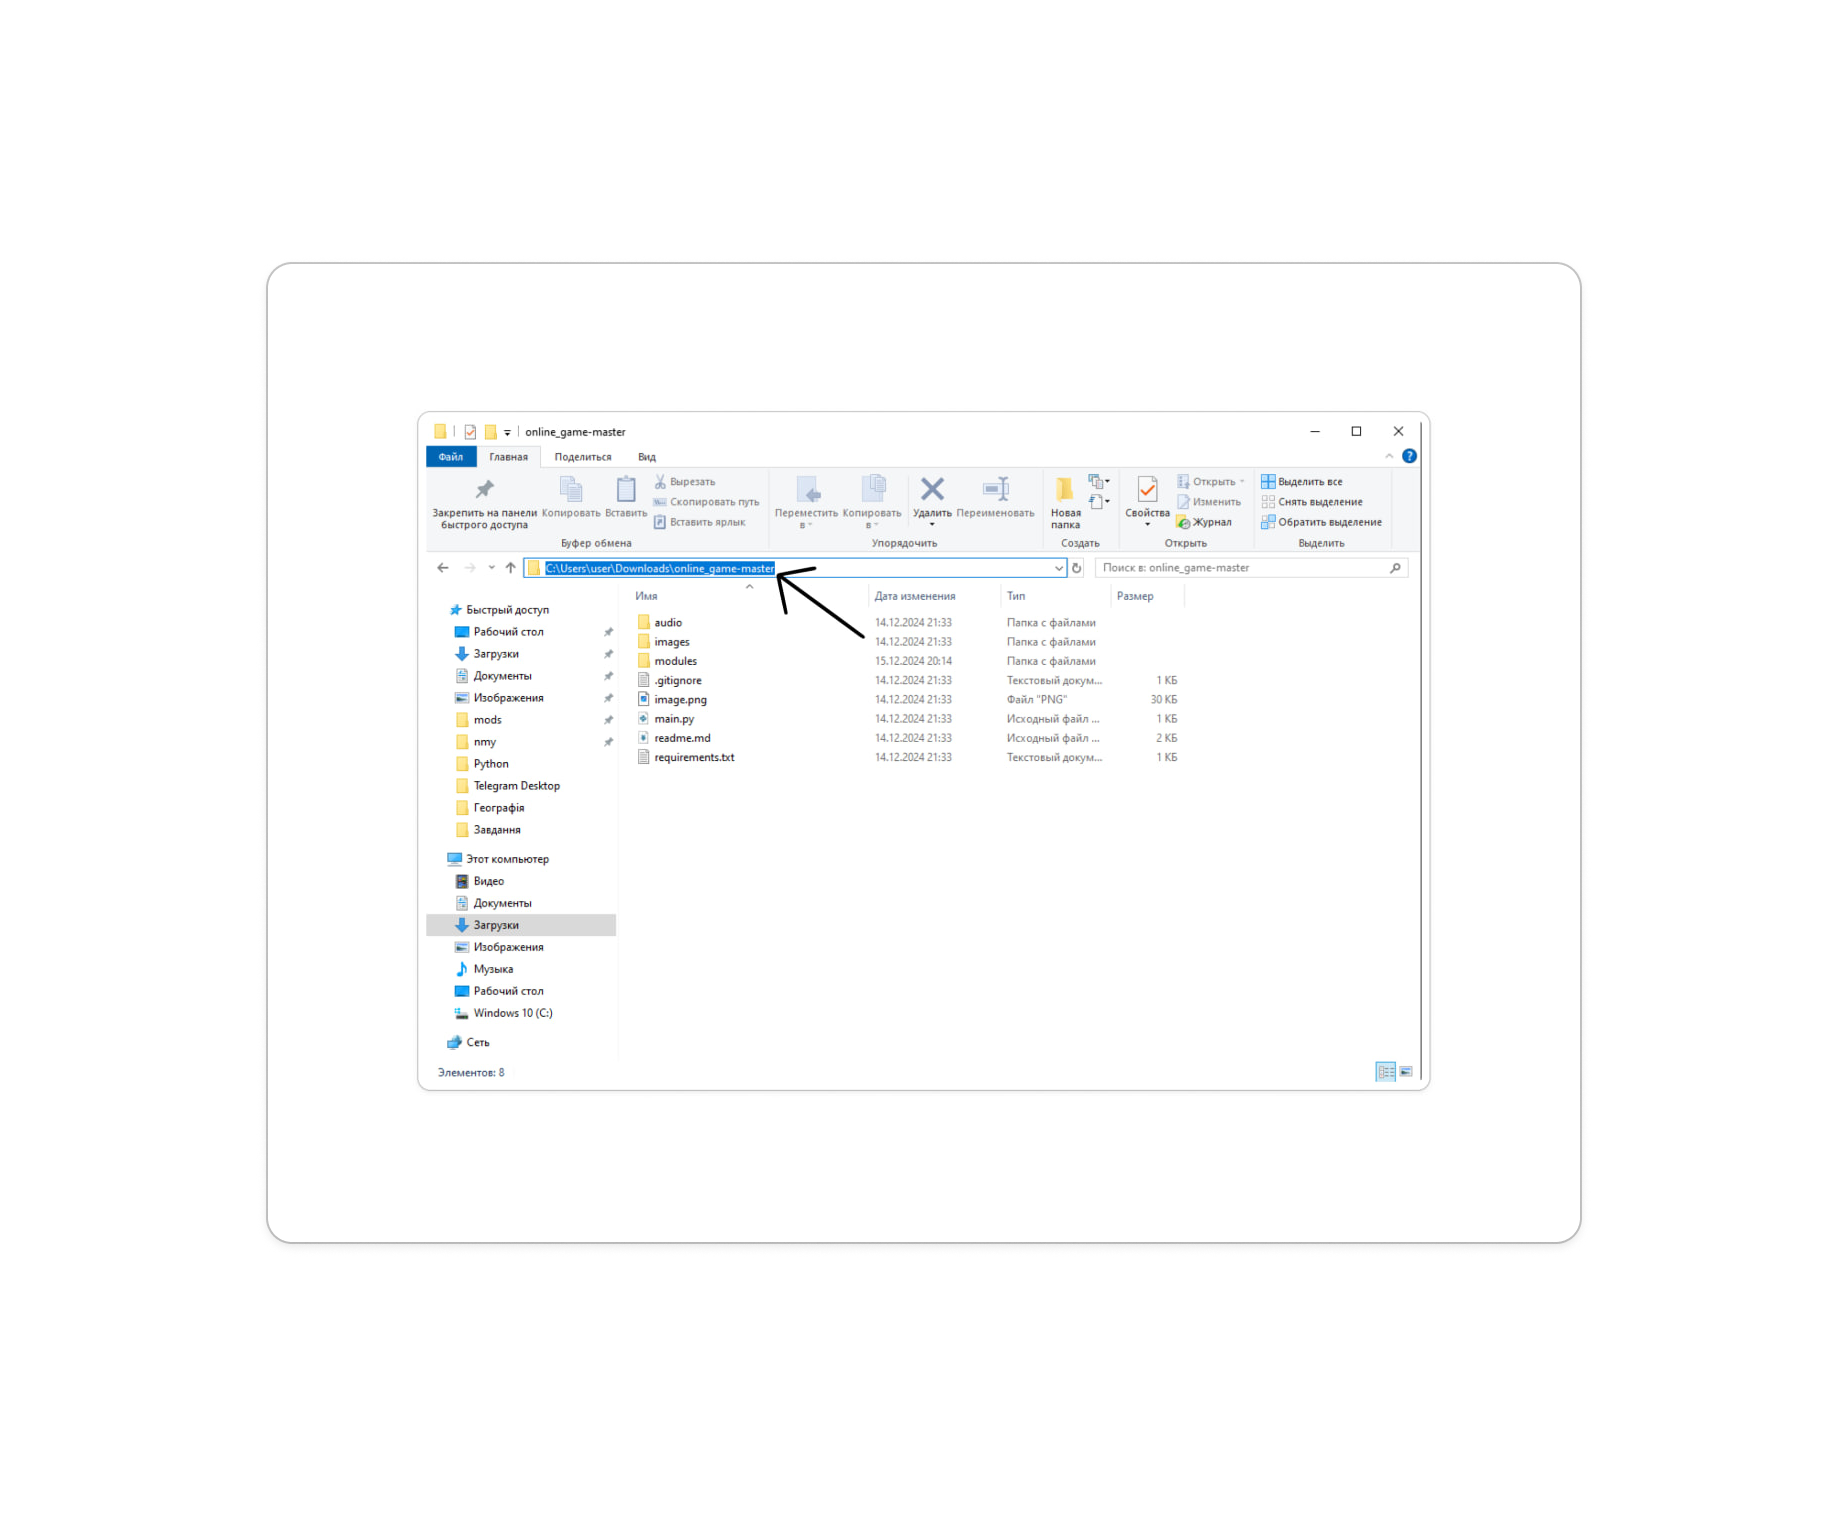 online_game-master
Файл Главная Поделиться Вид
Закрепить на панели быстрого доступа
Копировать
Вставить
Вырезать
Скопировать путь
Вставить ярлык
Буфер обмена
Переместить в
Копировать в
Удалить
Переименовать
Упорядочить
Новая папка
Создать
Свойства
Открыть
Изменить
Журнал
Открыть
Выделить все
Снять выделение
Обратить выделение
Выделить
C:\Users\user\Downloads\online_game-master
Поиск в: online_game-master
Быстрый доступ
Рабочий стол
Загрузки
Документы
Изображения
mods
nmy
Python
Telegram Desktop
Географія
Завдання
Этот компьютер
Видео
Документы
Загрузки
Изображения
Музыка
Рабочий стол
Windows 10 (C:)
Сеть
Имя Дата изменения Тип Размер
audio 14.12.2024 21:33 Папка с файлами
images 14.12.2024 21:33 Папка с файлами
modules 15.12.2024 20:14 Папка с файлами
.gitignore 14.12.2024 21:33 Текстовый докум... 1 КБ
image.png 14.12.2024 21:33 Файл "PNG" 30 КБ
main.py 14.12.2024 21:33 Исходный файл ... 1 КБ
readme.md 14.12.2024 21:33 Исходный файл ... 2 КБ
requirements.txt 14.12.2024 21:33 Текстовый докум... 1 КБ
Элементов: 8